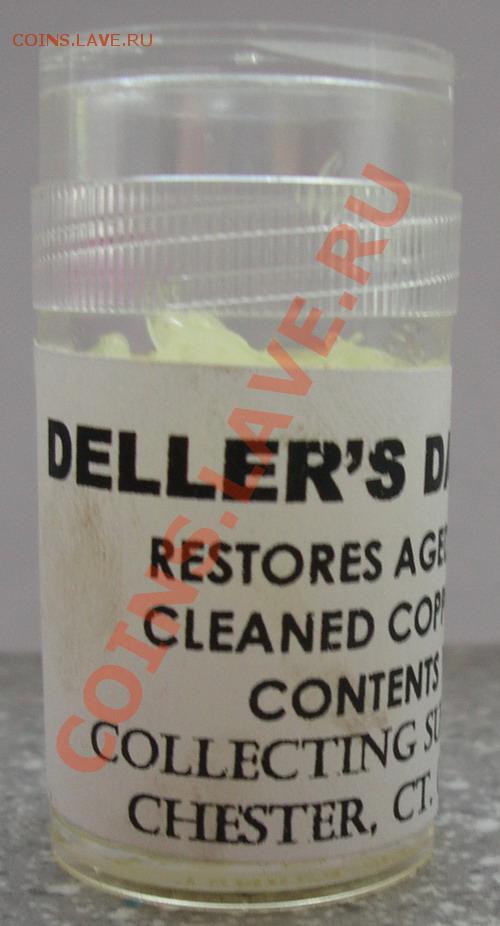 COINS.LAVE.RU
DELLER'S
RESTORES
CLEANED
CONTENTS
COLLECTING
CHESTER, CT.
COINS.LAVE.RU